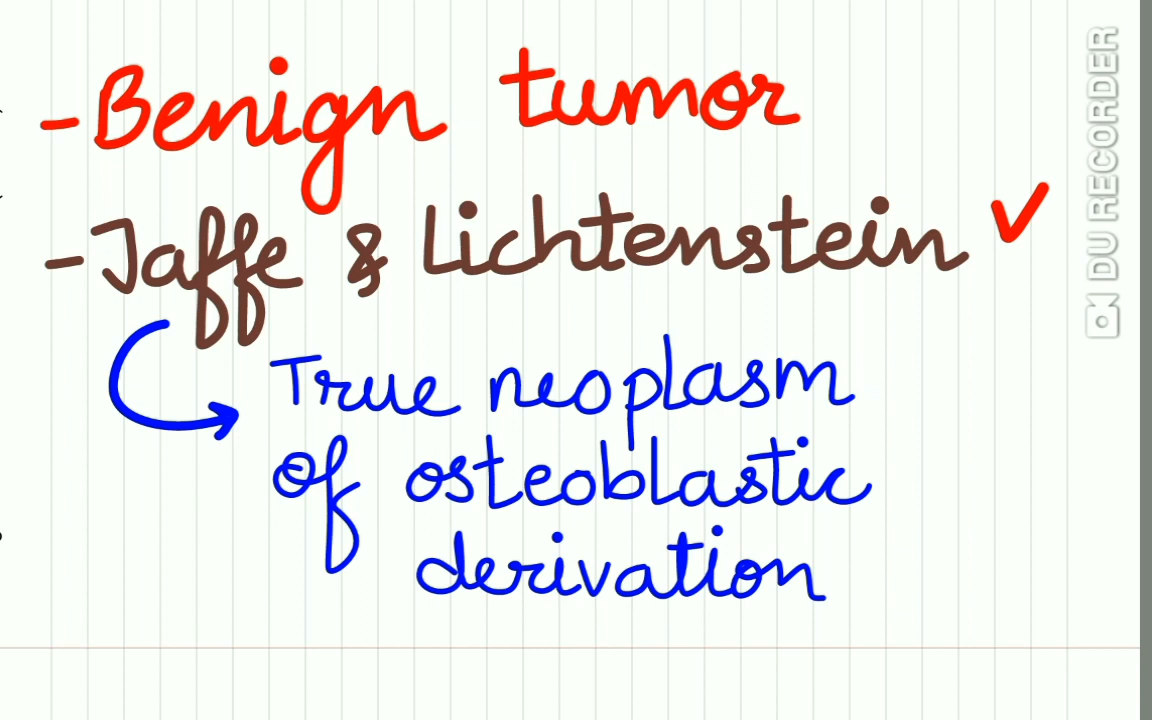 - Benign tumor
- Jaffe & Lichtenstein ✓
True neoplasm
of osteoblastic
derivation
DU RECORDER